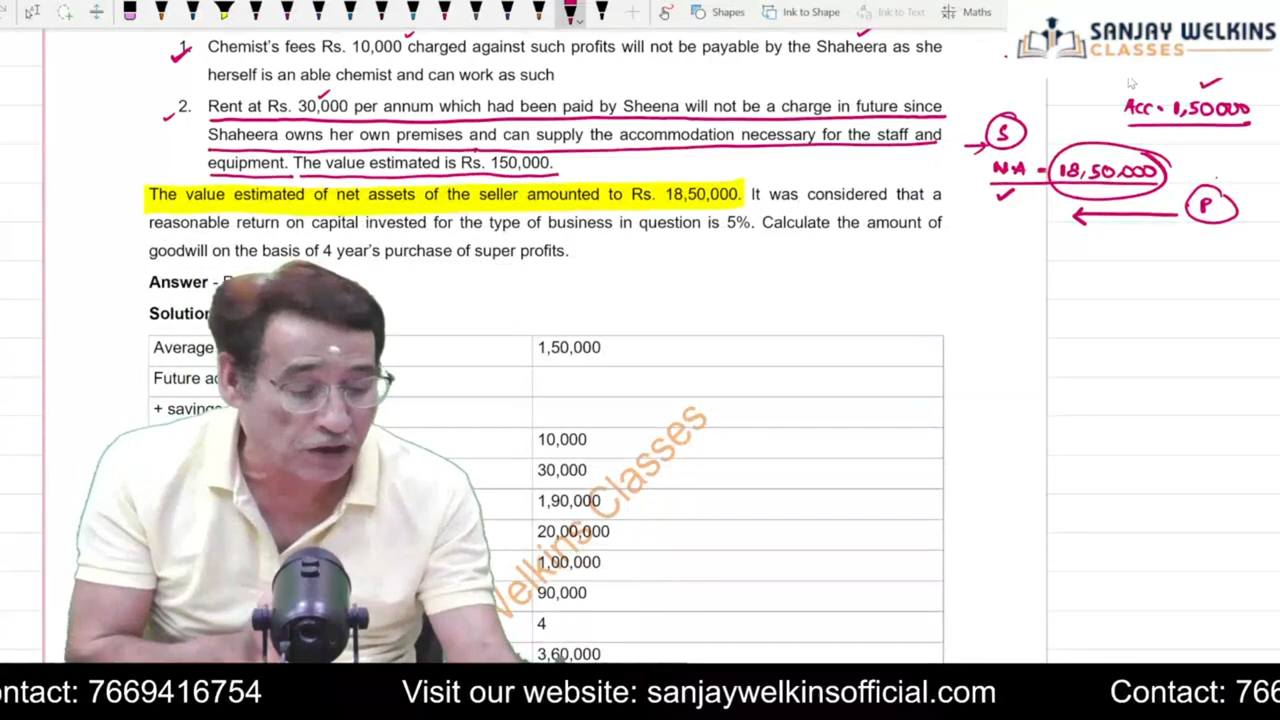 Shapes
Ink to Shape
Ink to Text
Maths
SANJAY WELKINS
CLASSES
1. Chemist's fees Rs. 10,000 charged against such profits will not be payable by the Shaheera as she
herself is an able chemist and can work as such
2. Rent at Rs. 30,000 per annum which had been paid by Sheena will not be a charge in future since
Shaheera owns her own premises and can supply the accommodation necessary for the staff and
equipment. The value estimated is Rs. 150,000.
Acc - 1,50000
S
N.A - 18,50,000
P
The value estimated of net assets of the seller amounted to Rs. 18,50,000. It was considered that a
reasonable return on capital invested for the type of business in question is 5%. Calculate the amount of
goodwill on the basis of 4 year's purchase of super profits.
Answer -
Solution
Average 1,50,000
Future
+ savings
10,000
30,000
1,90,000
20,00,000
1,00,000
90,000
4
3,60,000
Welkins Classes
ontact: 7669416754 Visit our website: sanjaywelkinsofficial.com Contact: 766